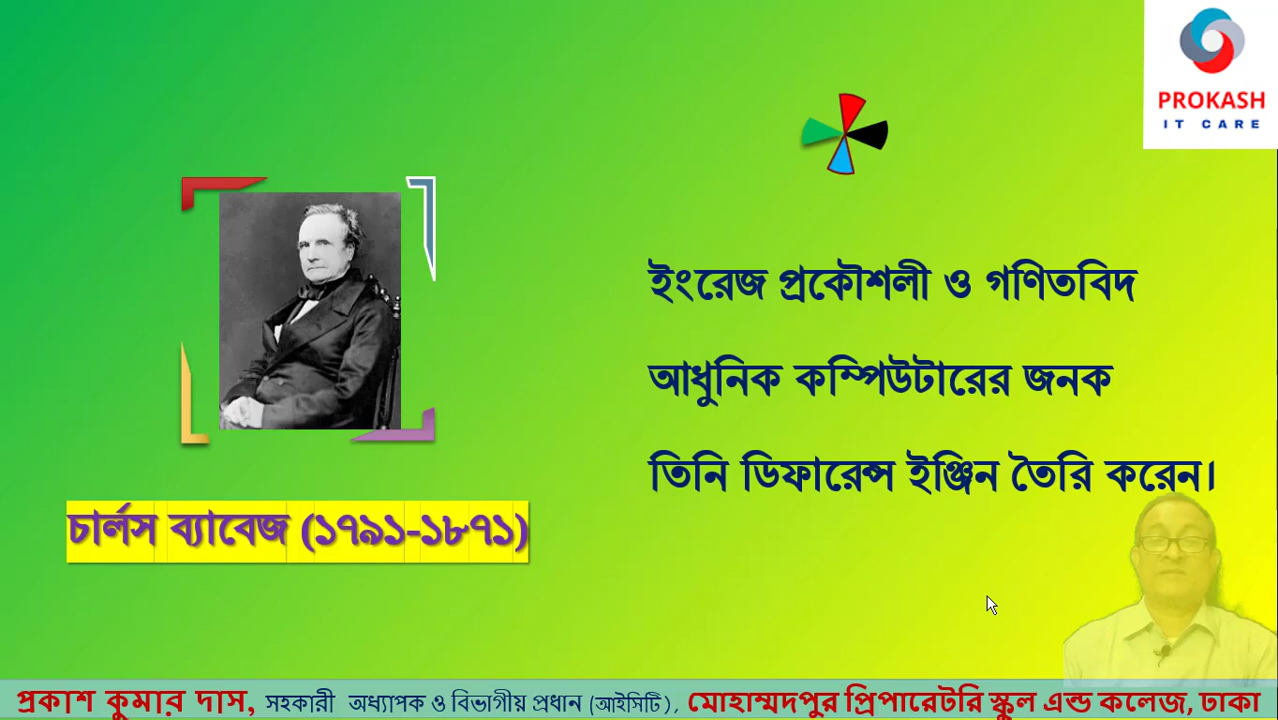 PROKASH
IT CARE
ইংরেজ প্রকৌশলী ও গণিতবিদ
আধুনিক কম্পিউটারের জনক
তিনি ডিফারেন্স ইঞ্জিন তৈরি করেন।
চার্লস ব্যাবেজ (১৭৯১-১৮৭১)
প্রকাশ কুমার দাস, সহকারী অধ্যাপক ও বিভাগীয় প্রধান (আইসিটি), মোহাম্মদপুর প্রিপারেটরি স্কুল এন্ড কলেজ, ঢাকা